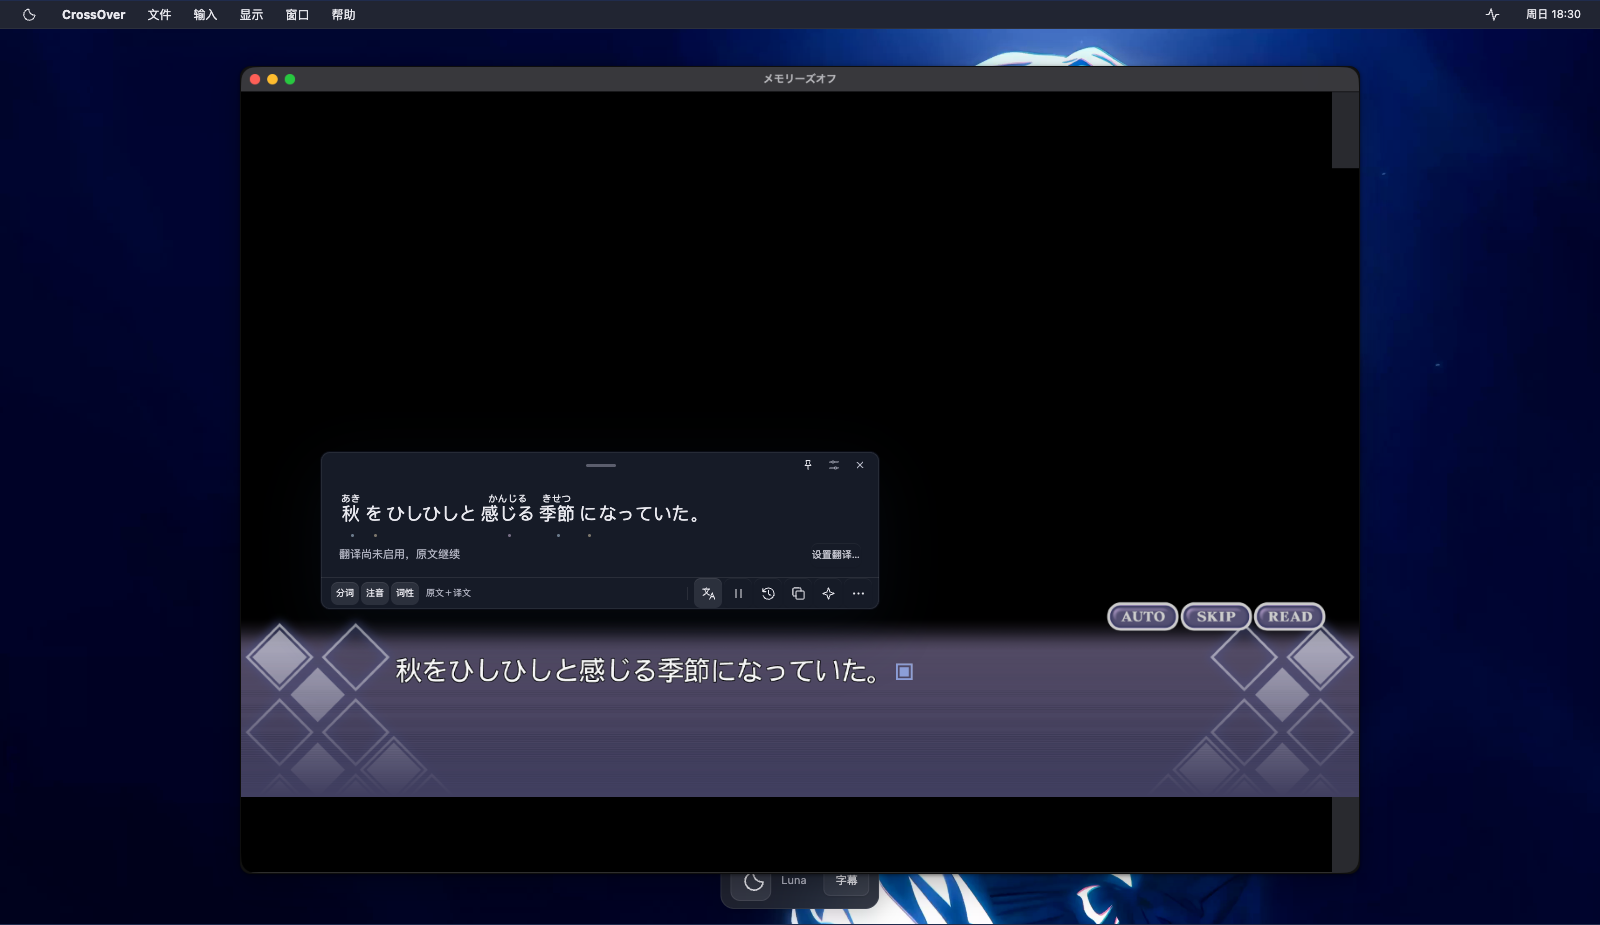 CrossOver 文件 输入 显示 窗口 帮助 周日 18:30
メモリーズオフ
あき かんじる きせつ
秋 を ひしひしと 感じる 季節 になっていた。
翻译尚未启用，原文继续 设置翻译...
分词 注音 词性 原文+译文 文A
AUTO SKIP READ
秋をひしひしと感じる季節になっていた。
Luna 字幕